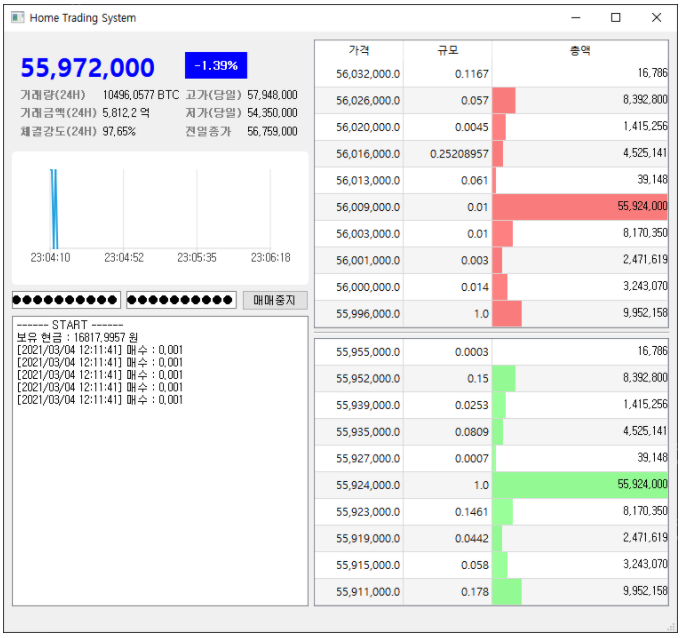 Home Trading System
55,972,000 -1.39%
거래량(24H) 10496,0577 BTC 고가(당일) 57,948,000
거래금액(24H) 5,812,2 억 저가(당일) 54,350,000
체결강도(24H) 97,65% 전일종가 56,759,000
23:04:10 23:04:52 23:05:35 23:06:18
매매중지
------ START ------
보유 현금 : 16817,9957 원
[2021/03/04 12:11:41] 매수 : 0,001
[2021/03/04 12:11:41] 매수 : 0,001
[2021/03/04 12:11:41] 매수 : 0,001
[2021/03/04 12:11:41] 매수 : 0,001
[2021/03/04 12:11:41] 매수 : 0,001
가격 규모 총액
56,032,000.0 0.1167 16,786
56,026,000.0 0.057 8,392,800
56,020,000.0 0.0045 1,415,256
56,016,000.0 0.25208957 4,525,141
56,013,000.0 0.061 39,148
56,009,000.0 0.01 55,924,000
56,003,000.0 0.01 8,170,350
56,001,000.0 0.003 2,471,619
56,000,000.0 0.014 3,243,070
55,996,000.0 1.0 9,952,158
55,955,000.0 0.0003 16,786
55,952,000.0 0.15 8,392,800
55,939,000.0 0.0253 1,415,256
55,935,000.0 0.0809 4,525,141
55,927,000.0 0.0007 39,148
55,924,000.0 1.0 55,924,000
55,923,000.0 0.1461 8,170,350
55,919,000.0 0.0442 2,471,619
55,915,000.0 0.058 3,243,070
55,911,000.0 0.178 9,952,158